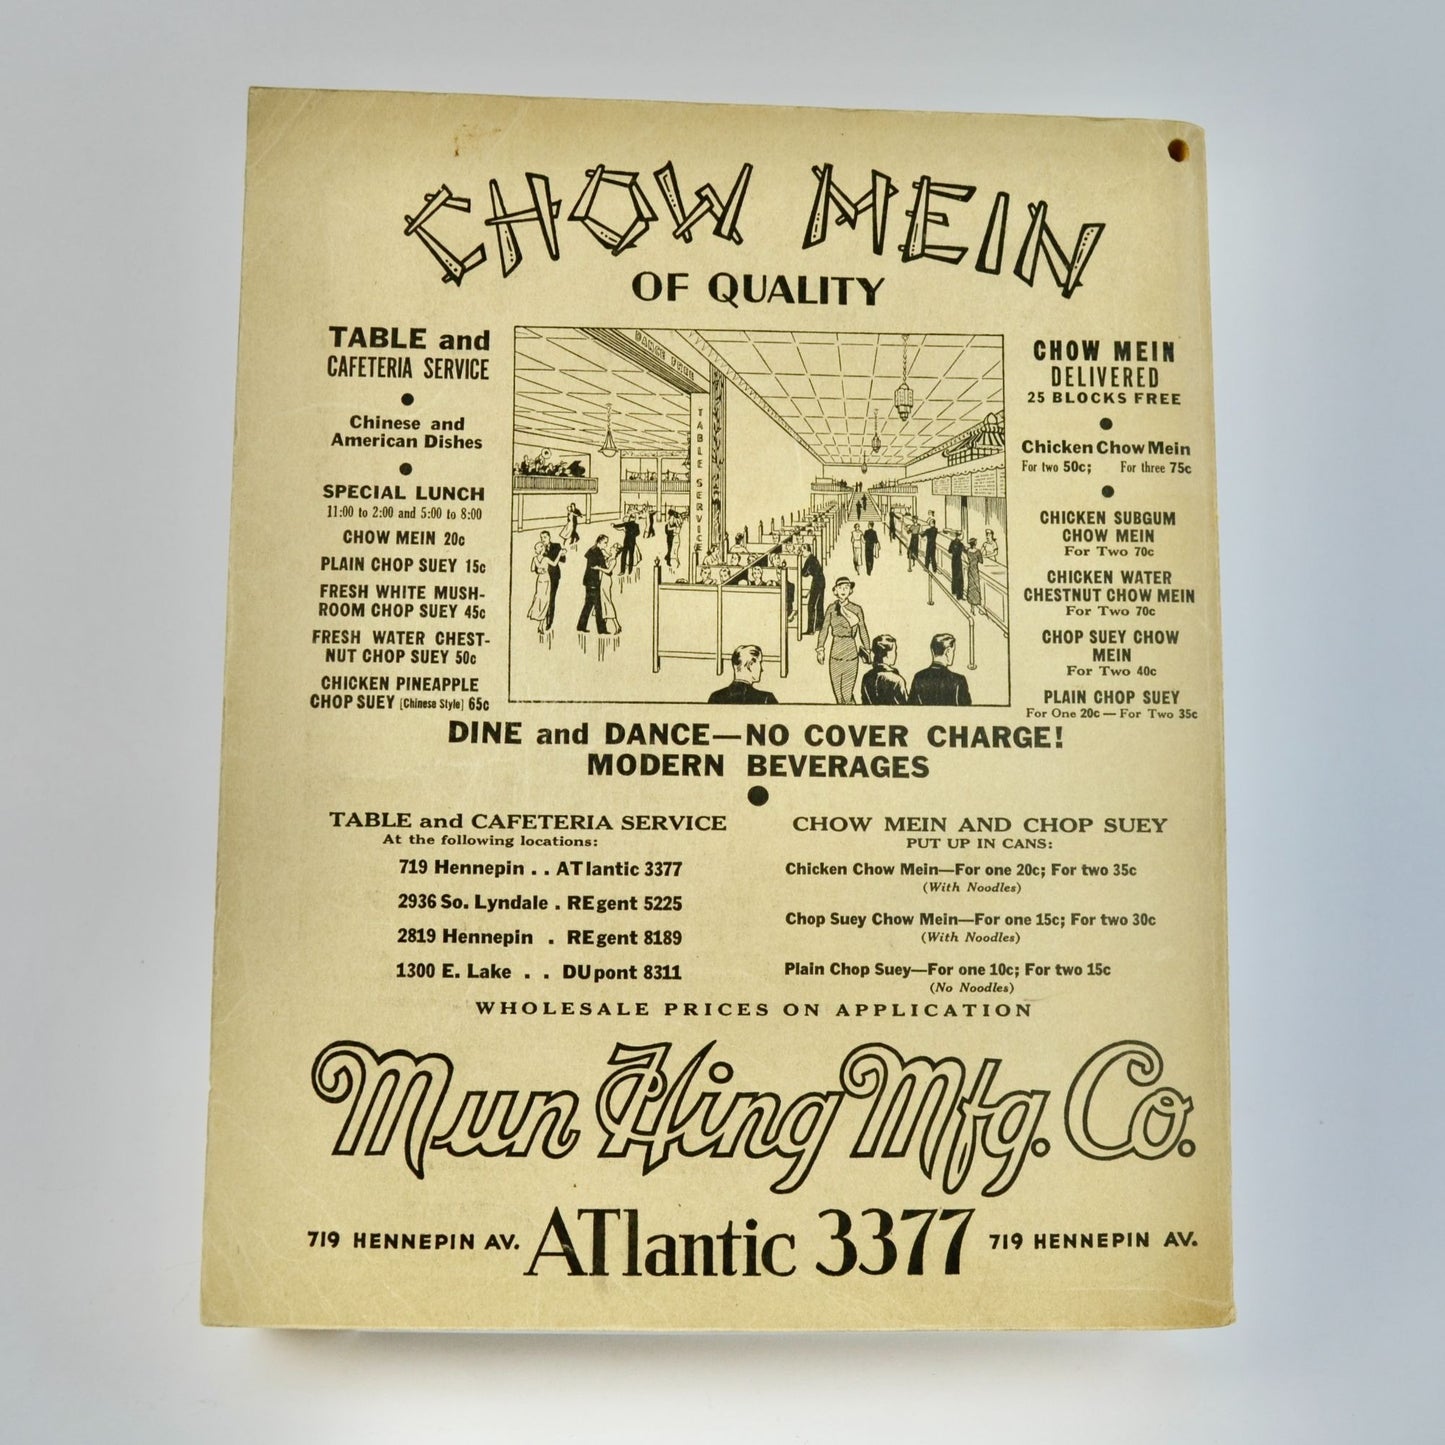 CHOW MEIN
OF QUALITY
TABLE and
CAFETERIA SERVICE
Chinese and
American Dishes
SPECIAL LUNCH
11:00 to 2:00 and 5:00 to 8:00
CHOW MEIN 20c
PLAIN CHOP SUEY 15c
FRESH WHITE MUSH-
ROOM CHOP SUEY 45c
FRESH WATER CHEST-
NUT CHOP SUEY 50c
CHICKEN PINEAPPLE
CHOP SUEY [Chinese Style] 65c
DANCE FREE
TABLE SERVICE
CHOW MEIN
DELIVERED
25 BLOCKS FREE
Chicken Chow Mein
For two 50c; For three 75c
CHICKEN SUBGUM
CHOW MEIN
For Two 70c
CHICKEN WATER
CHESTNUT CHOW MEIN
For Two 70c
CHOP SUEY CHOW
MEIN
For Two 40c
PLAIN CHOP SUEY
For One 20c — For Two 35c
DINE and DANCE—NO COVER CHARGE!
MODERN BEVERAGES
TABLE and CAFETERIA SERVICE
At the following locations:
719 Hennepin . . ATlantic 3377
2936 So. Lyndale . REgent 5225
2819 Hennepin . REgent 8189
1300 E. Lake . . DUpont 8311
CHOW MEIN AND CHOP SUEY
PUT UP IN CANS:
Chicken Chow Mein—For one 20c; For two 35c
(With Noodles)
Chop Suey Chow Mein—For one 15c; For two 30c
(With Noodles)
Plain Chop Suey—For one 10c; For two 15c
(No Noodles)
WHOLESALE PRICES ON APPLICATION
Mun Hing Mfg. Co.
719 HENNEPIN AV. ATlantic 3377 719 HENNEPIN AV.